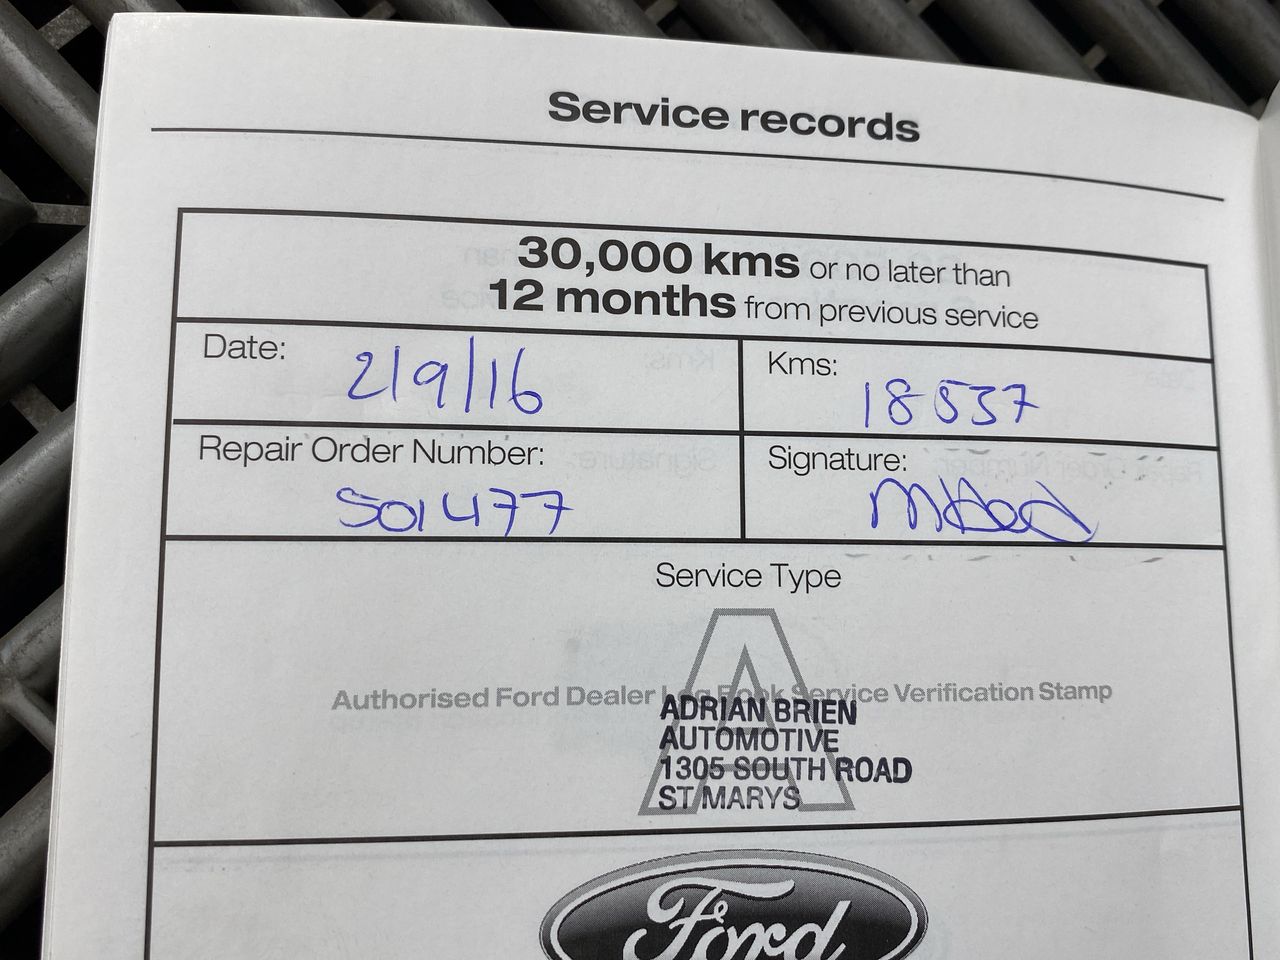 Service records
30,000 kms or no later than
12 months from previous service
Date: 2/9/16
Kms: 18537
Repair Order Number: 501477
Signature:
Service Type
A
Authorised Ford Dealer Log Book Service Verification Stamp
ADRIAN BRIEN
AUTOMOTIVE
1305 SOUTH ROAD
ST MARYS
Ford